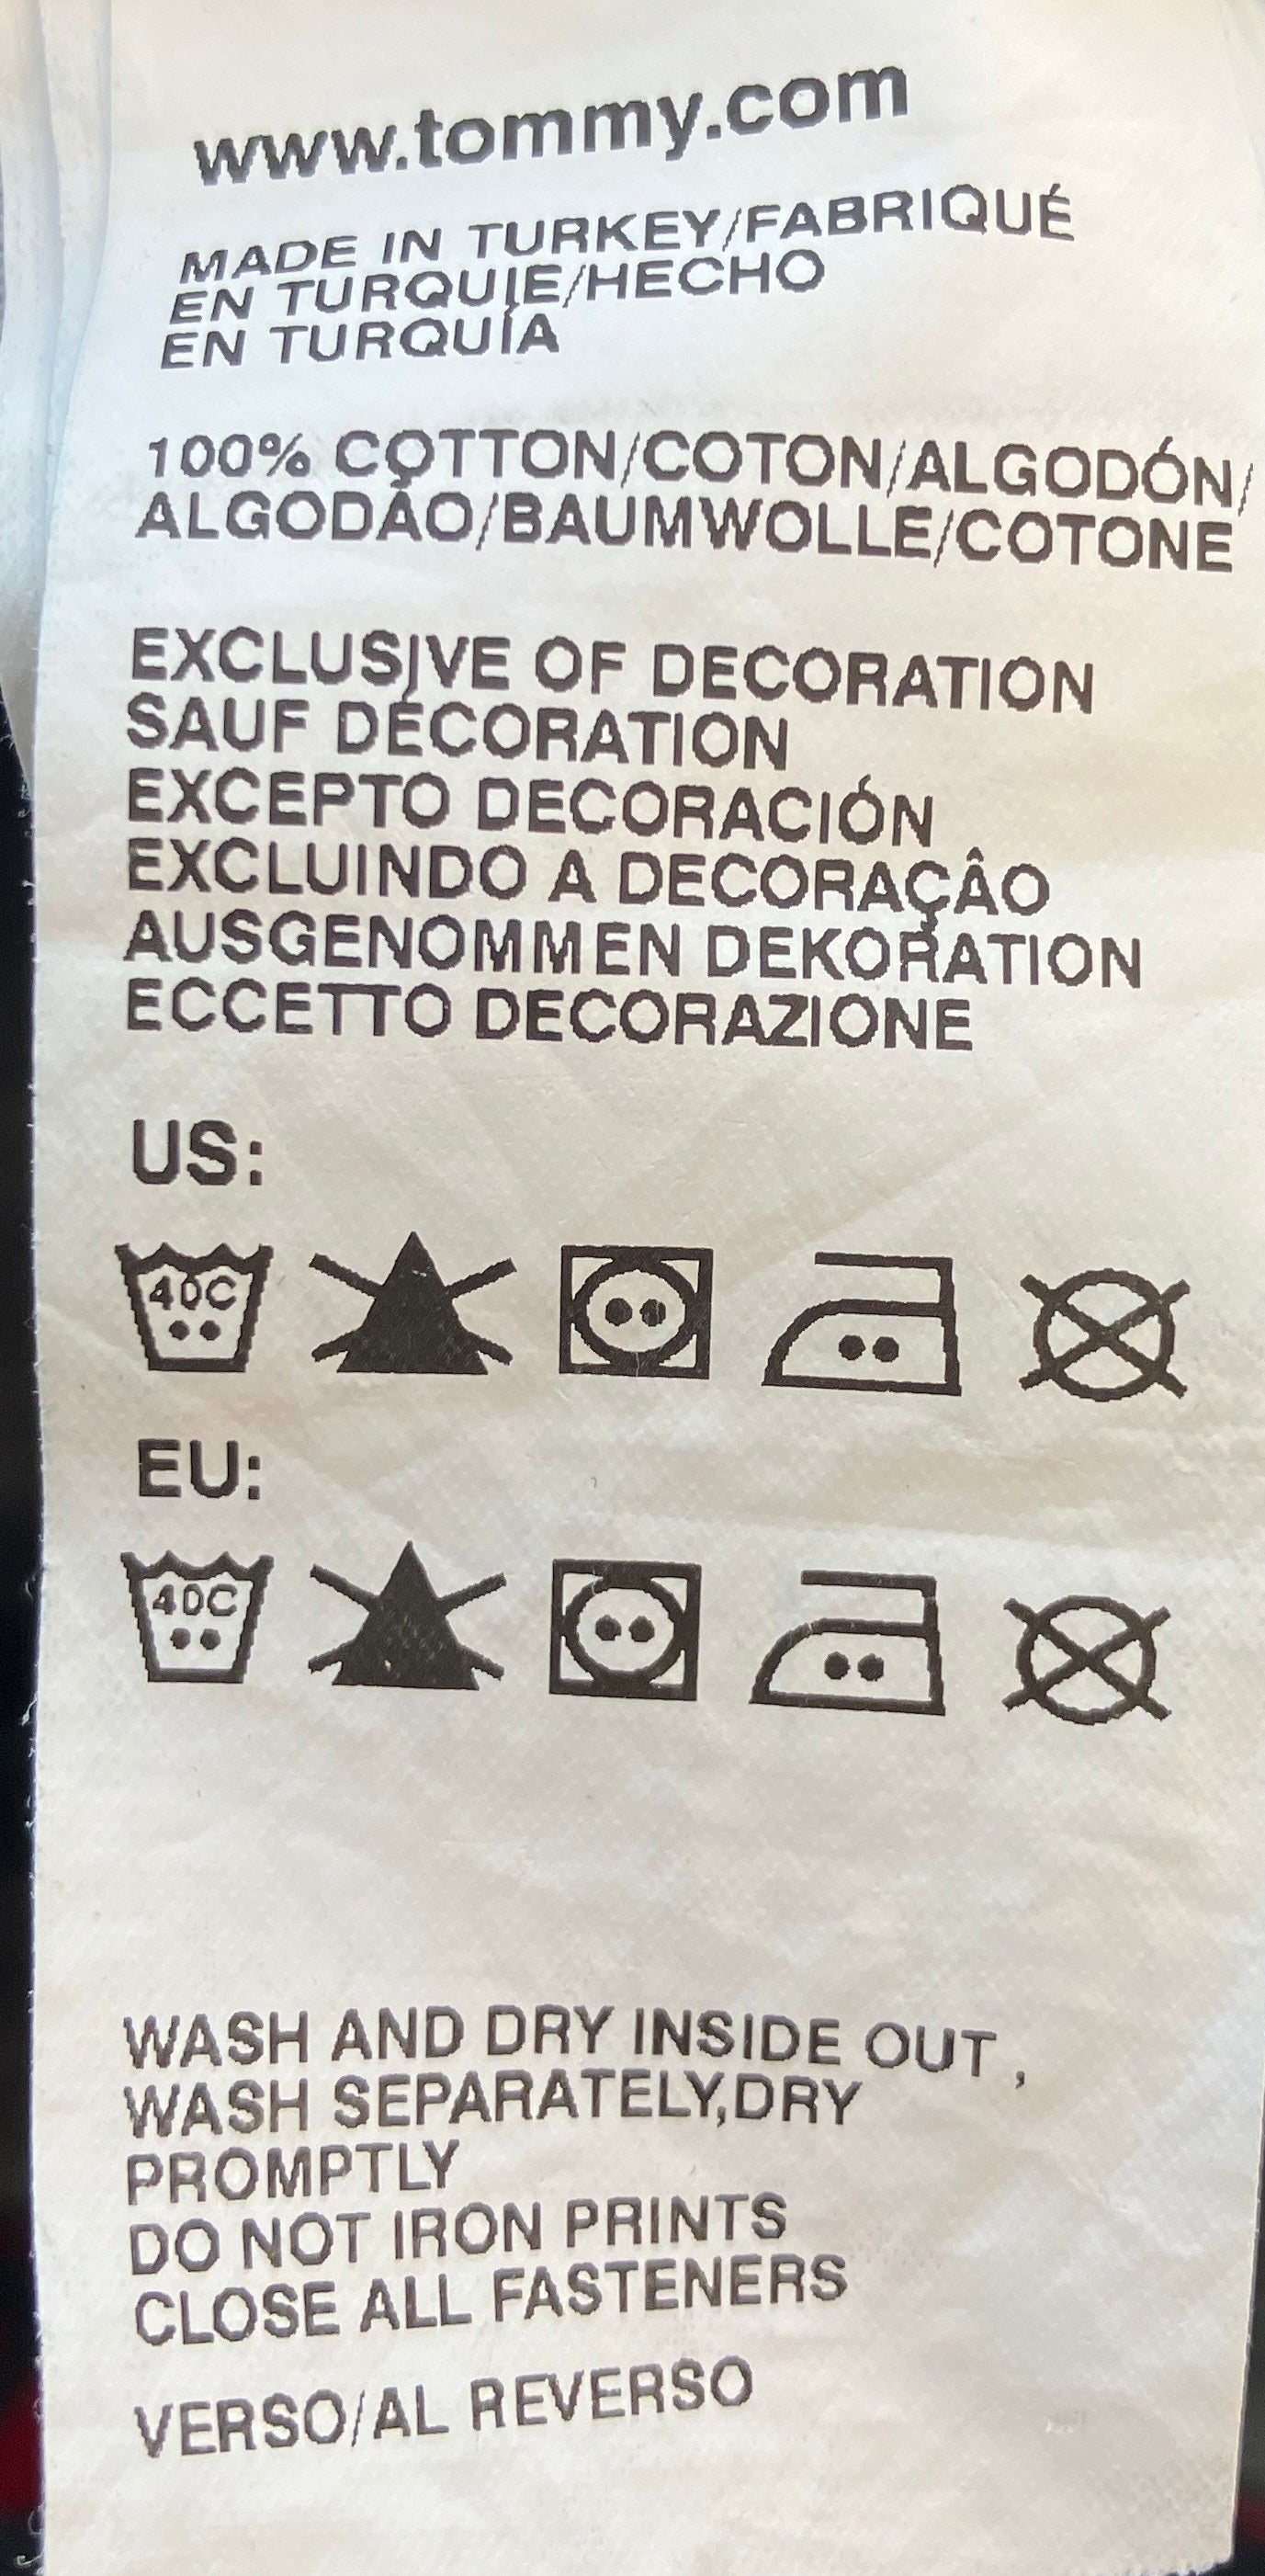 www.tommy.com
MADE IN TURKEY/FABRIQUÉ
EN TURQUIE/HECHO
EN TURQUÍA
100% COTTON/COTON/ALGODÓN/
ALGODÃO/BAUMWOLLE/COTONE
EXCLUSIVE OF DECORATION
SAUF DÉCORATION
EXCEPTO DECORACIÓN
EXCLUINDO A DECORAÇÂO
AUSGENOMMEN DEKORATION
ECCETTO DECORAZIONE
US:
40C
EU:
40C
WASH AND DRY INSIDE OUT ,
WASH SEPARATELY,DRY
PROMPTLY
DO NOT IRON PRINTS
CLOSE ALL FASTENERS
VERSO/AL REVERSO